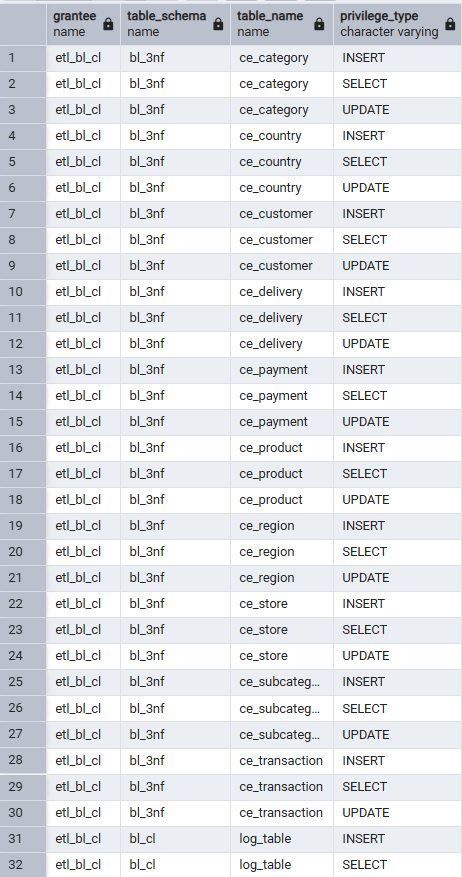 grantee table_schema table_name privilege_type
name name name character varying
1 etl_bl_cl bl_3nf ce_category INSERT
2 etl_bl_cl bl_3nf ce_category SELECT
3 etl_bl_cl bl_3nf ce_category UPDATE
4 etl_bl_cl bl_3nf ce_country INSERT
5 etl_bl_cl bl_3nf ce_country SELECT
6 etl_bl_cl bl_3nf ce_country UPDATE
7 etl_bl_cl bl_3nf ce_customer INSERT
8 etl_bl_cl bl_3nf ce_customer SELECT
9 etl_bl_cl bl_3nf ce_customer UPDATE
10 etl_bl_cl bl_3nf ce_delivery INSERT
11 etl_bl_cl bl_3nf ce_delivery SELECT
12 etl_bl_cl bl_3nf ce_delivery UPDATE
13 etl_bl_cl bl_3nf ce_payment INSERT
14 etl_bl_cl bl_3nf ce_payment SELECT
15 etl_bl_cl bl_3nf ce_payment UPDATE
16 etl_bl_cl bl_3nf ce_product INSERT
17 etl_bl_cl bl_3nf ce_product SELECT
18 etl_bl_cl bl_3nf ce_product UPDATE
19 etl_bl_cl bl_3nf ce_region INSERT
20 etl_bl_cl bl_3nf ce_region SELECT
21 etl_bl_cl bl_3nf ce_region UPDATE
22 etl_bl_cl bl_3nf ce_store INSERT
23 etl_bl_cl bl_3nf ce_store SELECT
24 etl_bl_cl bl_3nf ce_store UPDATE
25 etl_bl_cl bl_3nf ce_subcateg... INSERT
26 etl_bl_cl bl_3nf ce_subcateg... SELECT
27 etl_bl_cl bl_3nf ce_subcateg... UPDATE
28 etl_bl_cl bl_3nf ce_transaction INSERT
29 etl_bl_cl bl_3nf ce_transaction SELECT
30 etl_bl_cl bl_3nf ce_transaction UPDATE
31 etl_bl_cl bl_cl log_table INSERT
32 etl_bl_cl bl_cl log_table SELECT